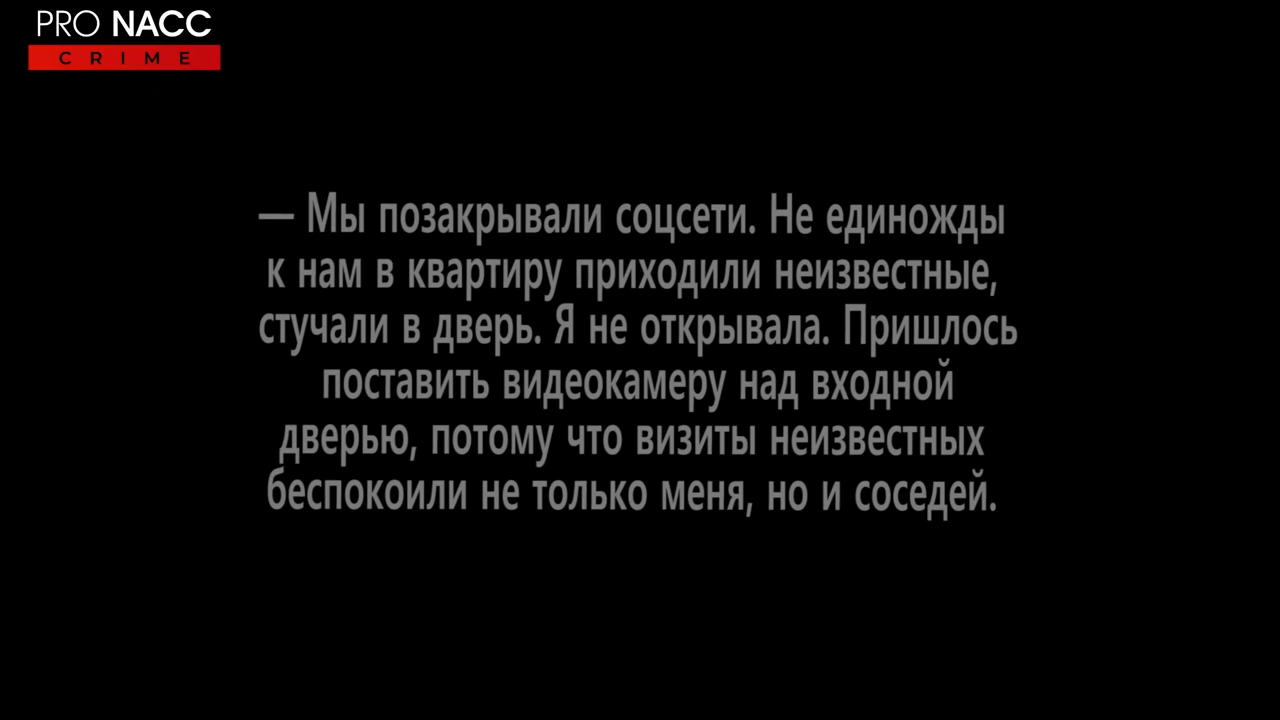 PRO NACC
CRIME
— Мы позакрывали соцсети. Не единожды
к нам в квартиру приходили неизвестные,
стучали в дверь. Я не открывала. Пришлось
поставить видеокамеру над входной
дверью, потому что визиты неизвестных
беспокоили не только меня, но и соседей.